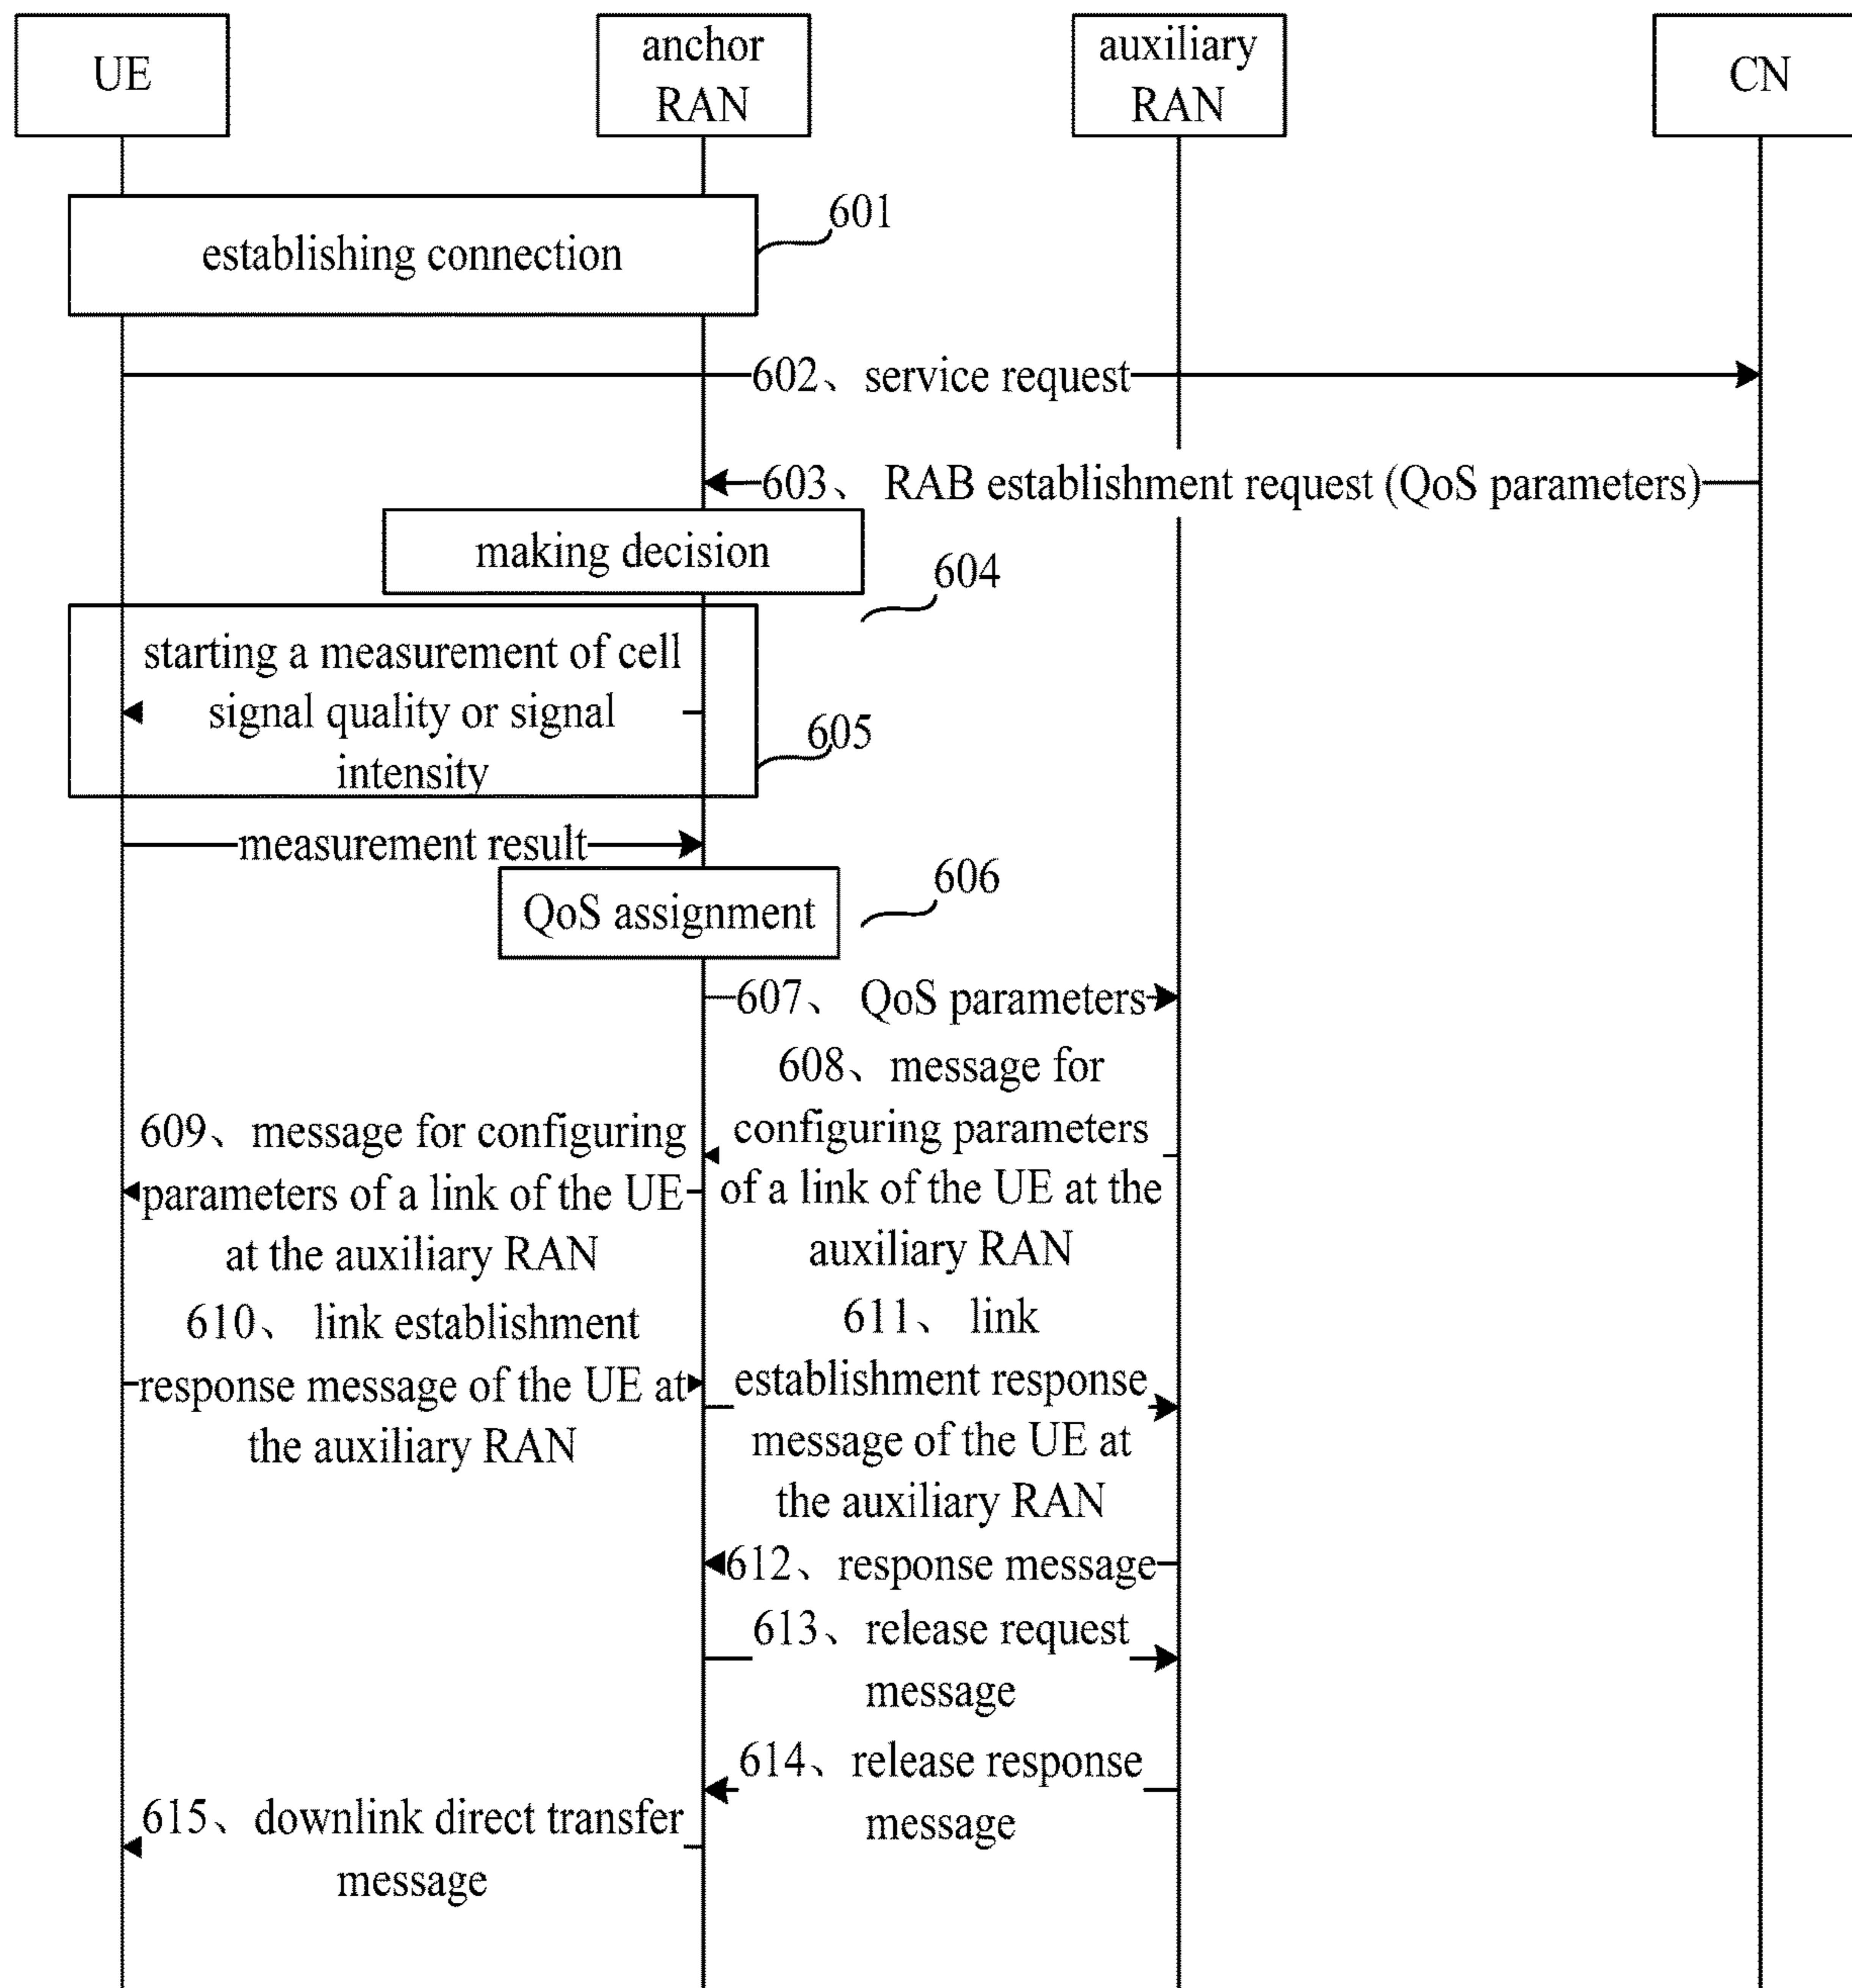 UE
anchor
RAN
auxiliary
RAN
CN
establishing connection
601
602、service request
603、 RAB establishment request (QoS parameters)
making decision
604
starting a measurement of cell
signal quality or signal
intensity
605
measurement result
QoS assignment
606
607、 QoS parameters
608、message for
configuring parameters
of a link of the UE at the
auxiliary RAN
609、message for configuring
parameters of a link of the UE
at the auxiliary RAN
610、 link establishment
response message of the UE at
the auxiliary RAN
611、 link
establishment response
message of the UE at
the auxiliary RAN
612、response message
613、release request
message
614、release response
message
615、downlink direct transfer
message